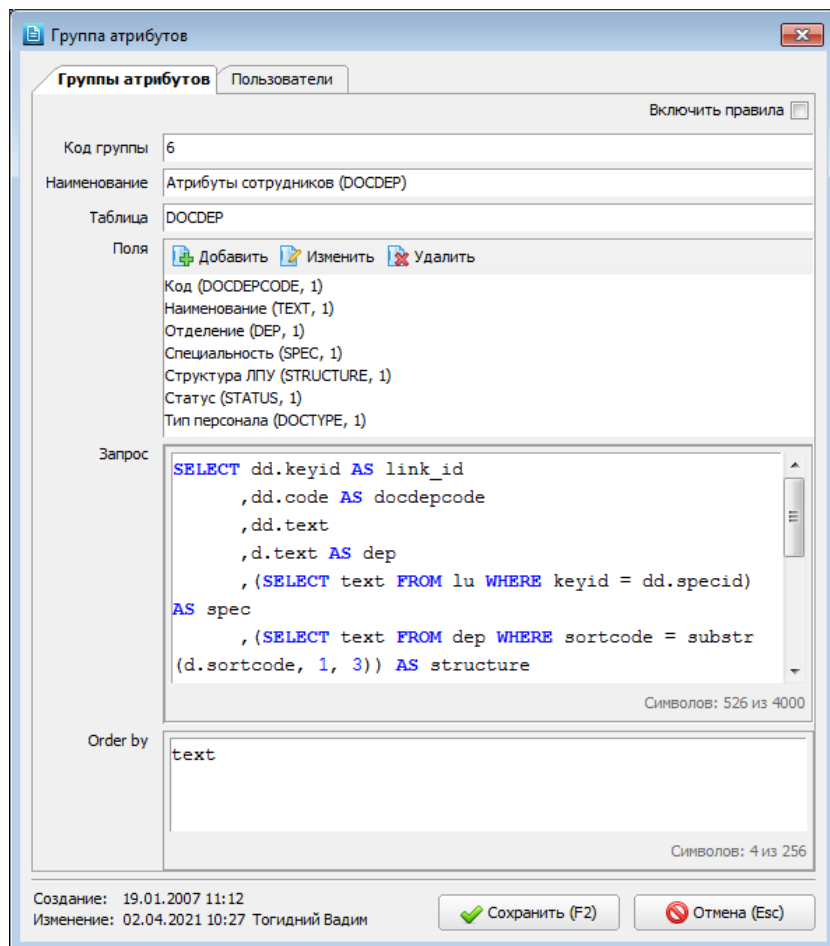 Группа атрибутов
Группы атрибутов Пользователи
Включить правила
Код группы 6
Наименование Атрибуты сотрудников (DOCDEP)
Таблица DOCDEP
Поля Добавить Изменить Удалить
Код (DOCDEPCODE, 1)
Наименование (TEXT, 1)
Отделение (DEP, 1)
Специальность (SPEC, 1)
Структура ЛПУ (STRUCTURE, 1)
Статус (STATUS, 1)
Тип персонала (DOCTYPE, 1)
Запрос
SELECT dd.keyid AS link_id
,dd.code AS docdepcode
,dd.text
,d.text AS dep
,(SELECT text FROM lu WHERE keyid = dd.specid)
AS spec
,(SELECT text FROM dep WHERE sortcode = substr
(d.sortcode, 1, 3)) AS structure
Символов: 526 из 4000
Order by
text
Символов: 4 из 256
Создание: 19.01.2007 11:12
Изменение: 02.04.2021 10:27 Тогидний Вадим
Сохранить (F2) Отмена (Esc)